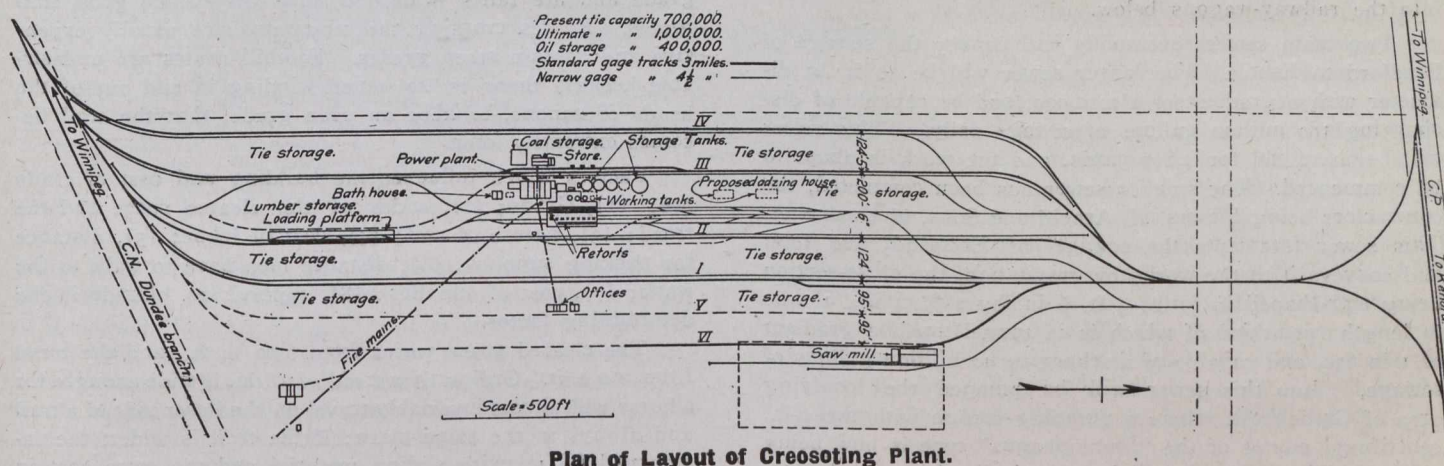 Present tie capacity 700,000.
Ultimate " " 1,000,000.
Oil storage " 400,000.
Standard gage tracks 3 miles.
Narrow gage " 4½ "
To Winnipeg
C.N. Dundee branch
Tie storage.
Power plant.
Coal storage.
Store.
Storage Tanks.
IV
III
Tie storage
Bath house.
Lumber storage.
Loading platform
Working tanks.
Proposed adzing house.
Tie storage.
II
Retorts
Tie storage.
Tie storage.
I
Tie storage.
Tie storage.
Offices
V
VI
Fire mains
Saw mill.
Scale = 500 ft
124'-5"
200'-6"
124'
95'
92'
To Winnipeg.
C.P.
Plan of Layout of Creosoting Plant.